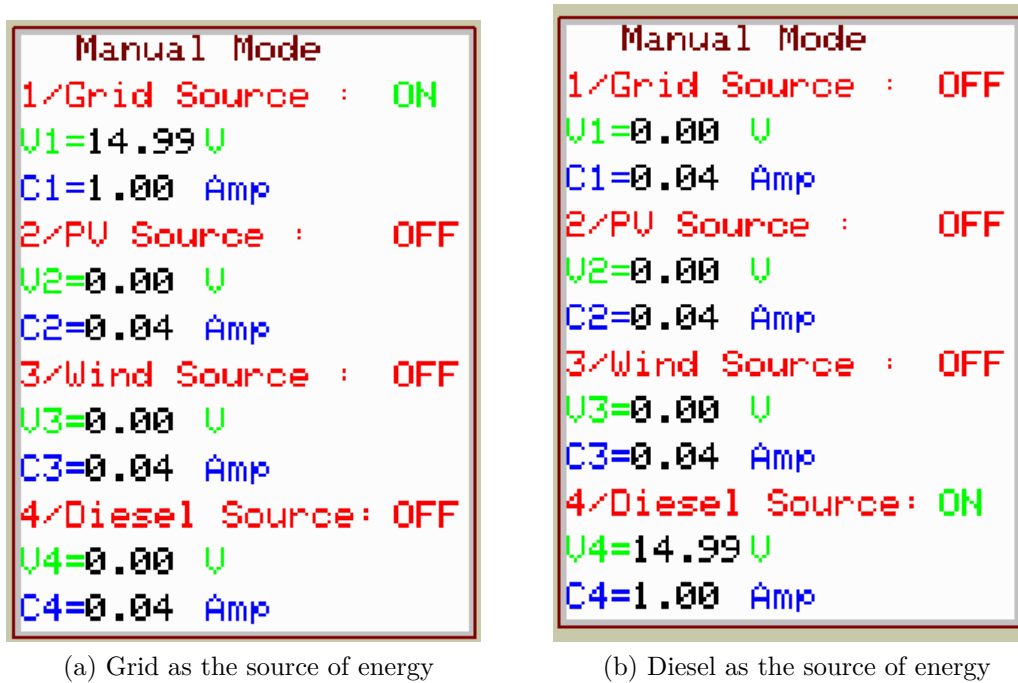 Manual Mode
1/Grid Source : ON
V1=14.99 V
C1=1.00 Amp
2/PV Source : OFF
V2=0.00 V
C2=0.04 Amp
3/Wind Source : OFF
V3=0.00 V
C3=0.04 Amp
4/Diesel Source: OFF
V4=0.00 V
C4=0.04 Amp
(a) Grid as the source of energy
Manual Mode
1/Grid Source : OFF
V1=0.00 V
C1=0.04 Amp
2/PV Source : OFF
V2=0.00 V
C2=0.04 Amp
3/Wind Source : OFF
V3=0.00 V
C3=0.04 Amp
4/Diesel Source: ON
V4=14.99 V
C4=1.00 Amp
(b) Diesel as the source of energy